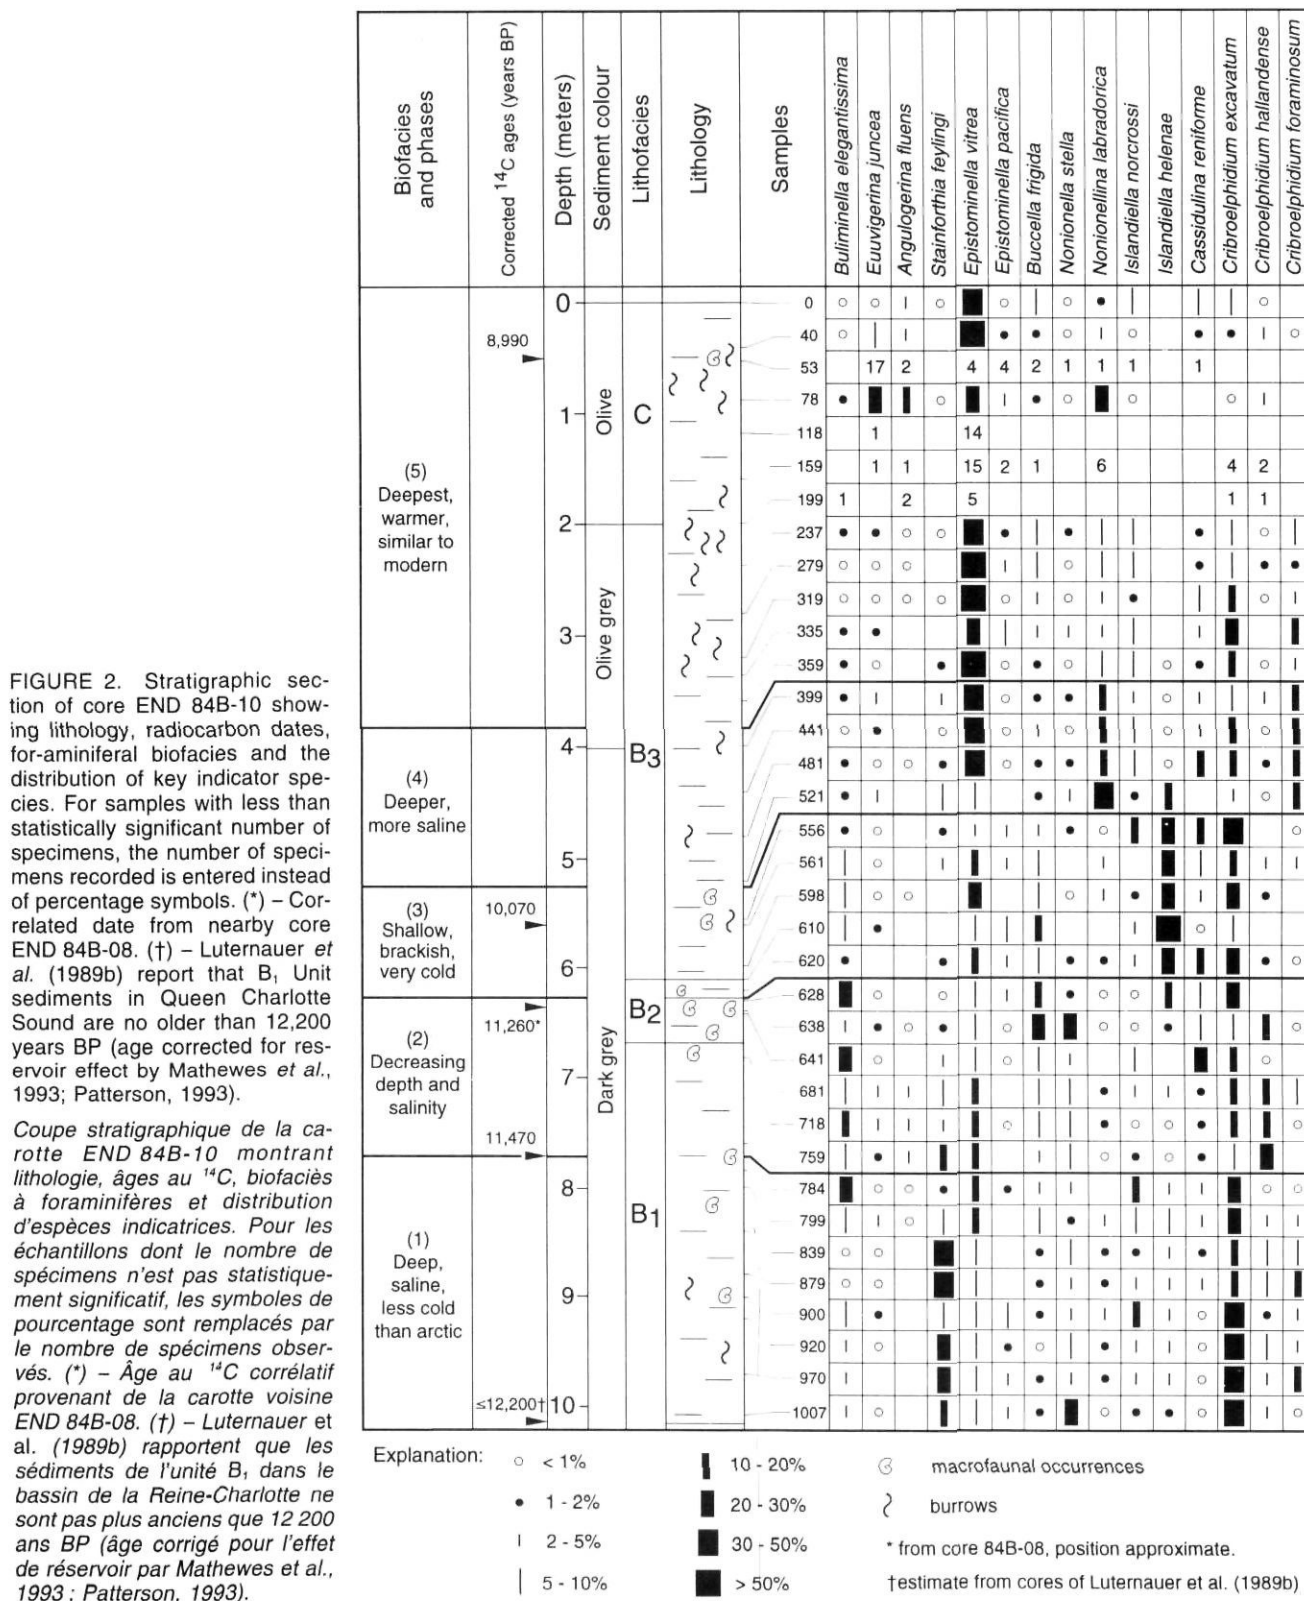 FIGURE 2. Stratigraphic sec-
tion of core END 84B-10 show-
ing lithology, radiocarbon dates,
for-aminiferal biofacies and the
distribution of key indicator spe-
cies. For samples with less than
statistically significant number of
specimens, the number of speci-
mens recorded is entered instead
of percentage symbols. (*) – Cor-
related date from nearby core
END 84B-08. (†) – Luternauer et
al. (1989b) report that B₁ Unit
sediments in Queen Charlotte
Sound are no older than 12,200
years BP (age corrected for res-
ervoir effect by Mathewes et al.,
1993; Patterson, 1993).
Coupe stratigraphique de la ca-
rotte END 84B-10 montrant
lithologie, âges au ¹⁴C, biofaciès
à foraminifères et distribution
d'espèces indicatrices. Pour les
échantillons dont le nombre de
spécimens n'est pas statistique-
ment significatif, les symboles de
pourcentage sont remplacés par
le nombre de spécimens obser-
vés. (*) – Âge au ¹⁴C corrélatif
provenant de la carotte voisine
END 84B-08. (†) – Luternauer et
al. (1989b) rapportent que les
sédiments de l'unité B₁ dans le
bassin de la Reine-Charlotte ne
sont pas plus anciens que 12 200
ans BP (âge corrigé pour l'effet
de réservoir par Mathewes et al.,
1993 ; Patterson, 1993).
Biofacies
and phases
Corrected ¹⁴C ages (years BP)
Depth (meters)
Sediment colour
Lithofacies
Lithology
Samples
Buliminella elegantissima
Euuvigerina juncea
Angulogerina fluens
Stainforthia feylingi
Epistominella vitrea
Epistominella pacifica
Buccella frigida
Nonionella stella
Nonionellina labradorica
Islandiella norcrossi
Islandiella helenae
Cassidulina reniforme
Cribroelphidium excavatum
Cribroelphidium hallandense
Cribroelphidium foraminosum
(5)
Deepest,
warmer,
similar to
modern
(4)
Deeper,
more saline
(3)
Shallow,
brackish,
very cold
(2)
Decreasing
depth and
salinity
(1)
Deep,
saline,
less cold
than arctic
8,990
10,070
11,260*
11,470
≤12,200†
0
1
2
3
4
5
6
7
8
9
10
Olive
Olive grey
Dark grey
C
B3
B2
B1
0
40
53 17 2 4 4 2 1 1 1 1
78
118 1 14
159 1 1 15 2 1 6 4 2
199 1 2 5 1 1
237
279
319
335
359
399
441
481
521
556
561
598
610
620
628
638
641
681
718
759
784
799
839
879
900
920
970
1007
Explanation:
< 1%
1 - 2%
2 - 5%
5 - 10%
10 - 20%
20 - 30%
30 - 50%
> 50%
macrofaunal occurrences
burrows
* from core 84B-08, position approximate.
†estimate from cores of Luternauer et al. (1989b)